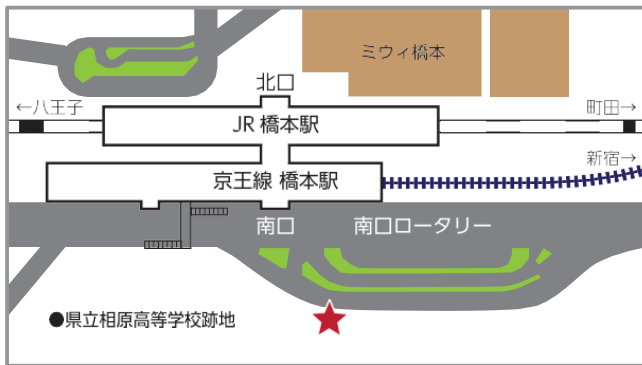 ミウィ橋本
北口
←八王子
町田→
JR 橋本駅
新宿→
京王線 橋本駅
南口
南口ロータリー
●県立相原高等学校跡地